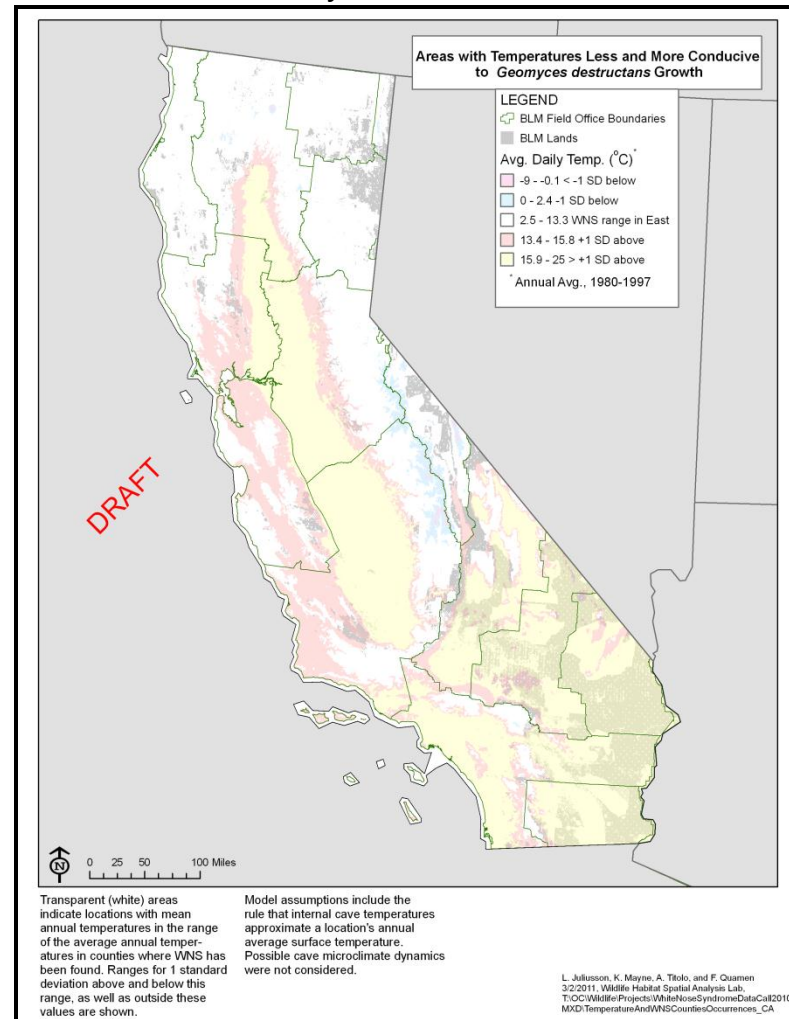 Areas with Temperatures Less and More Conducive
to Geomyces destructans Growth
LEGEND
BLM Field Office Boundaries
BLM Lands
Avg. Daily Temp. (°C)*
-9 - -0.1 < -1 SD below
0 - 2.4 -1 SD below
2.5 - 13.3 WNS range in East
13.4 - 15.8 +1 SD above
15.9 - 25 > +1 SD above
* Annual Avg., 1980-1997
DRAFT
N
0 25 50 100 Miles
Transparent (white) areas
indicate locations with mean
annual temperatures in the range
of the average annual temper-
atures in counties where WNS has
been found. Ranges for 1 standard
deviation above and below this
range, as well as outside these
values are shown.
Model assumptions include the
rule that internal cave temperatures
approximate a location's annual
average surface temperature.
Possible cave microclimate dynamics
were not considered.
L. Juliusson, K. Mayne, A. Titolo, and F. Quamen
3/2/2011, Wildlife Habitat Spatial Analysis Lab,
T:\OC\Wildlife\Projects\WhiteNoseSyndromeDataCall2010\
MXD\TemperatureAndWNSCountiesOccurrences_CA